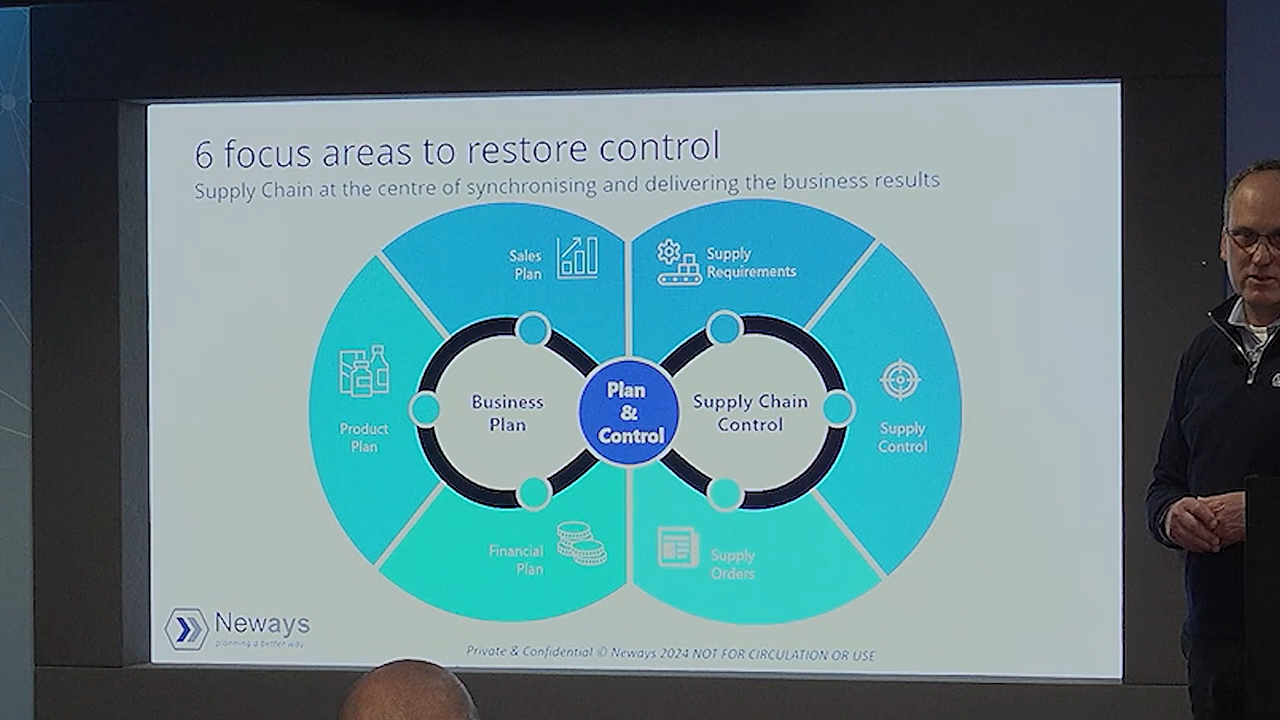 6 focus areas to restore control
Supply Chain at the centre of synchronising and delivering the business results
Sales
Plan
Supply
Requirements
Product
Plan
Business
Plan
Plan
&
Control
Supply Chain
Control
Supply
Control
Financial
Plan
Supply
Orders
Neways
planning a better way
Private & Confidential © Neways 2024 NOT FOR CIRCULATION OR USE